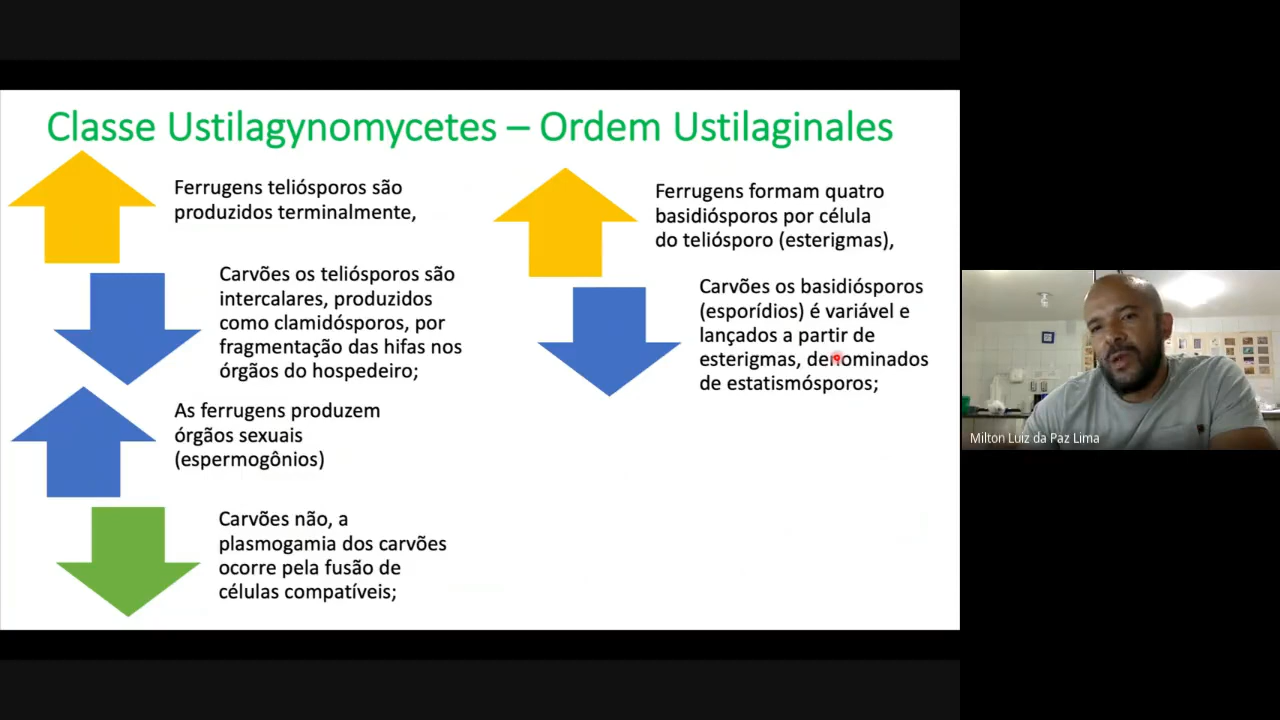 Classe Ustilagynomycetes – Ordem Ustilaginales
Ferrugens teliósporos são
produzidos terminalmente,
Carvões os teliósporos são
intercalares, produzidos
como clamidósporos, por
fragmentação das hifas nos
órgãos do hospedeiro;
As ferrugens produzem
órgãos sexuais
(espermogônios)
Carvões não, a
plasmogamia dos carvões
ocorre pela fusão de
células compatíveis;
Ferrugens formam quatro
basidiósporos por célula
do teliósporo (esterigmas),
Carvões os basidiósporos
(esporídios) é variável e
lançados a partir de
esterigmas, denominados
de estatismósporos;
Milton Luiz da Paz Lima